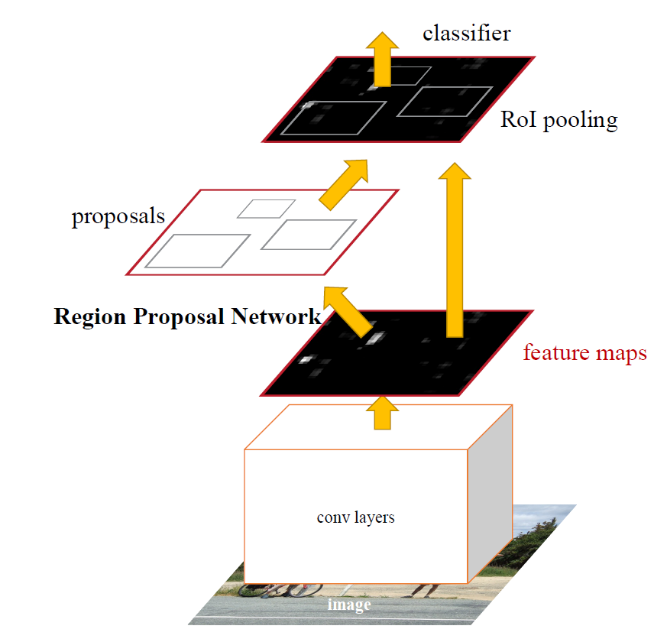 classifier
RoI pooling
proposals
Region Proposal Network
feature maps
conv layers
image